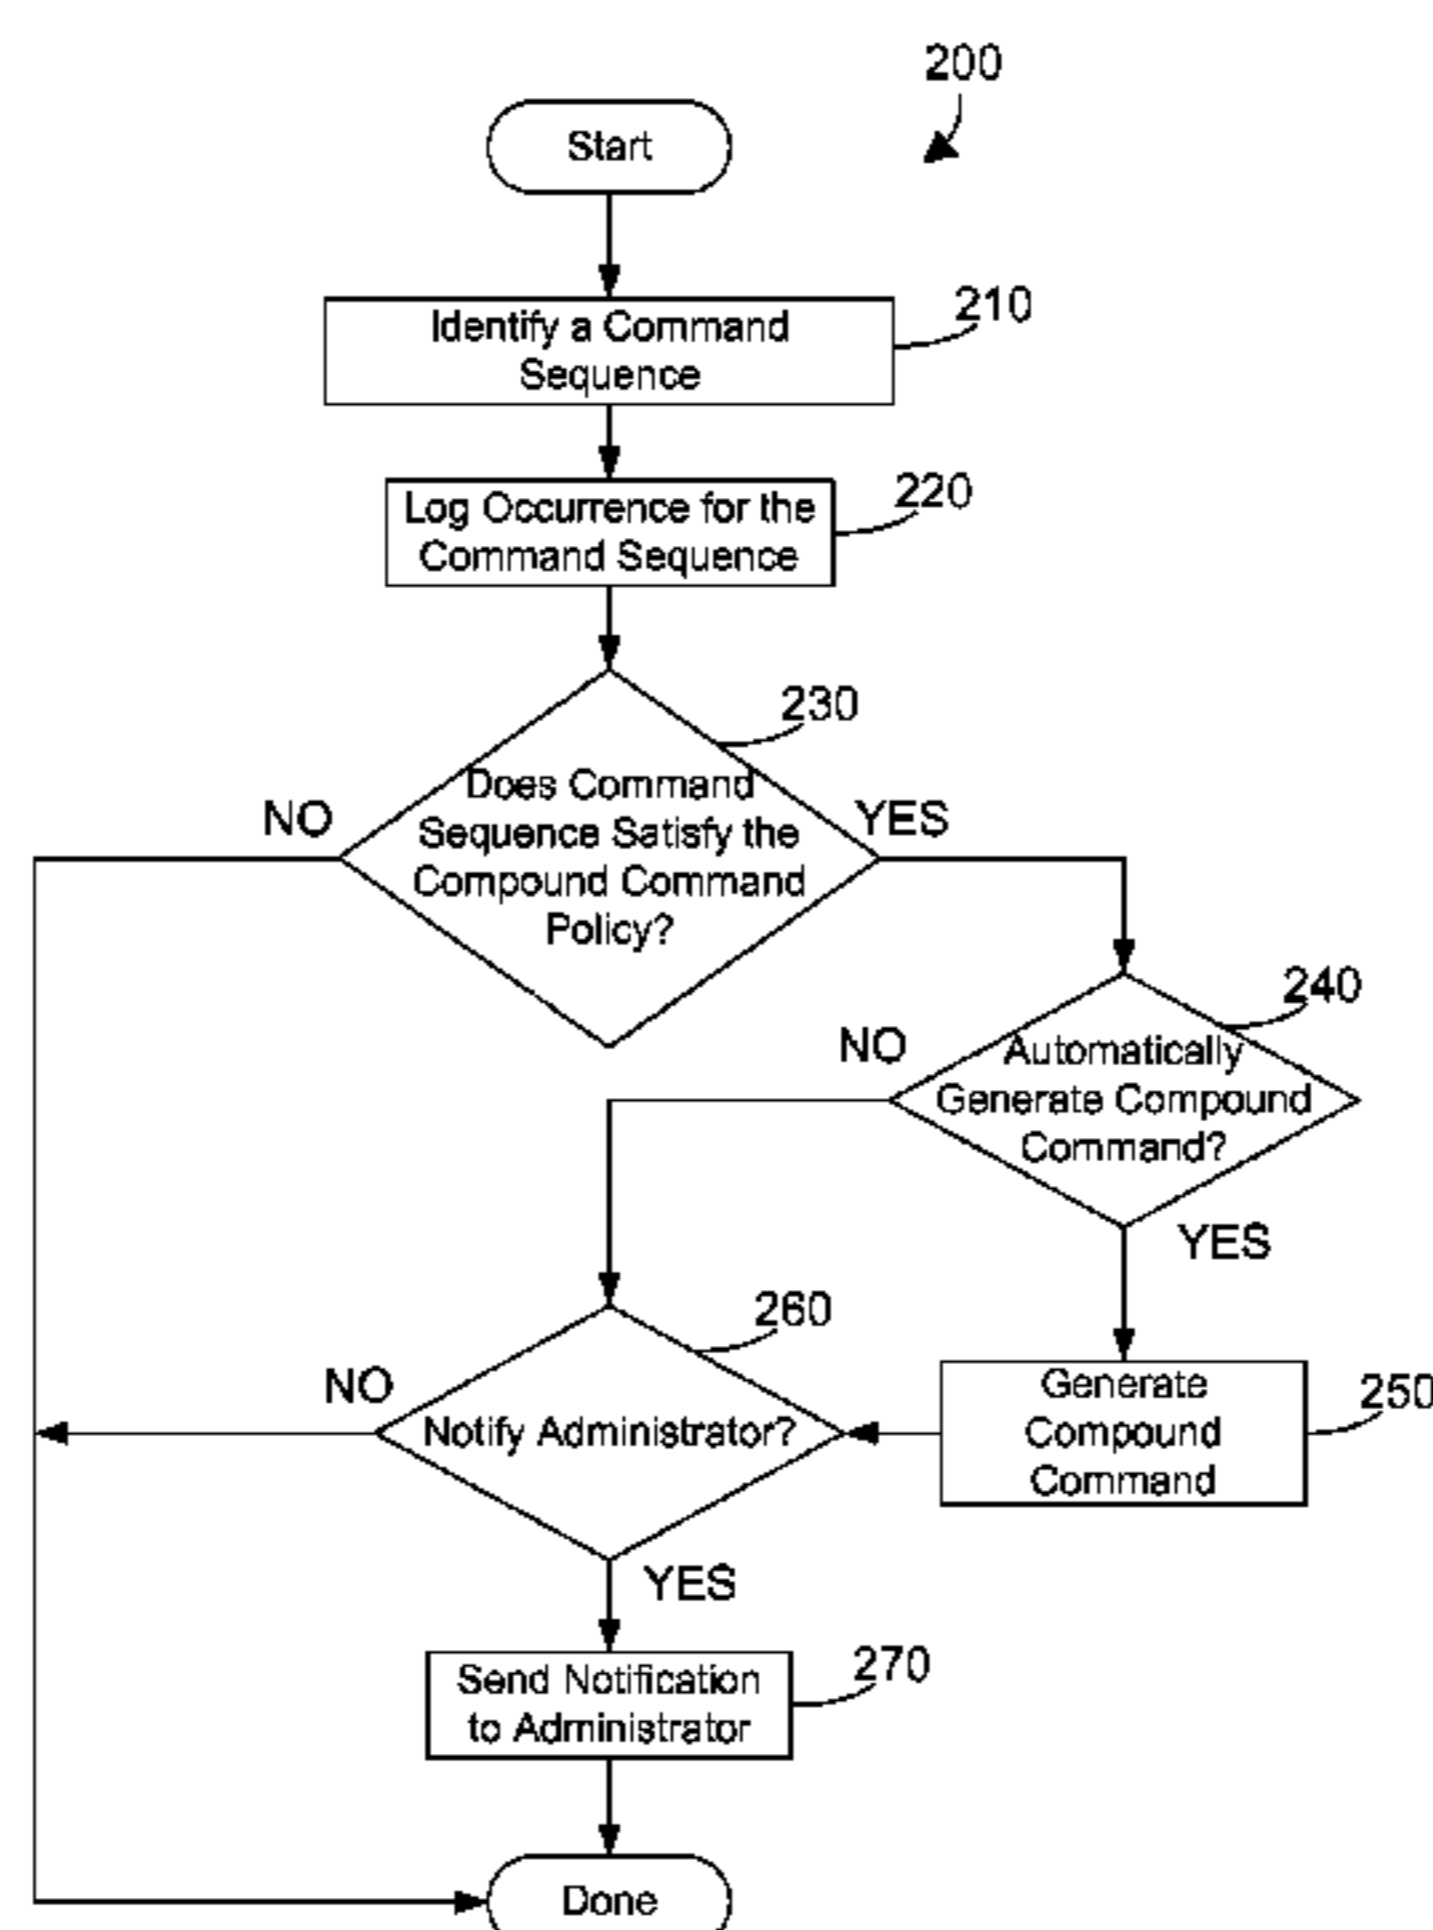 200
Start
Identify a Command
Sequence
210
Log Occurrence for the
Command Sequence
220
230
Does Command
Sequence Satisfy the
Compound Command
Policy?
NO
YES
240
Automatically
Generate Compound
Command?
NO
YES
260
Notify Administrator?
NO
YES
Generate
Compound
Command
250
Send Notification
to Administrator
270
Done